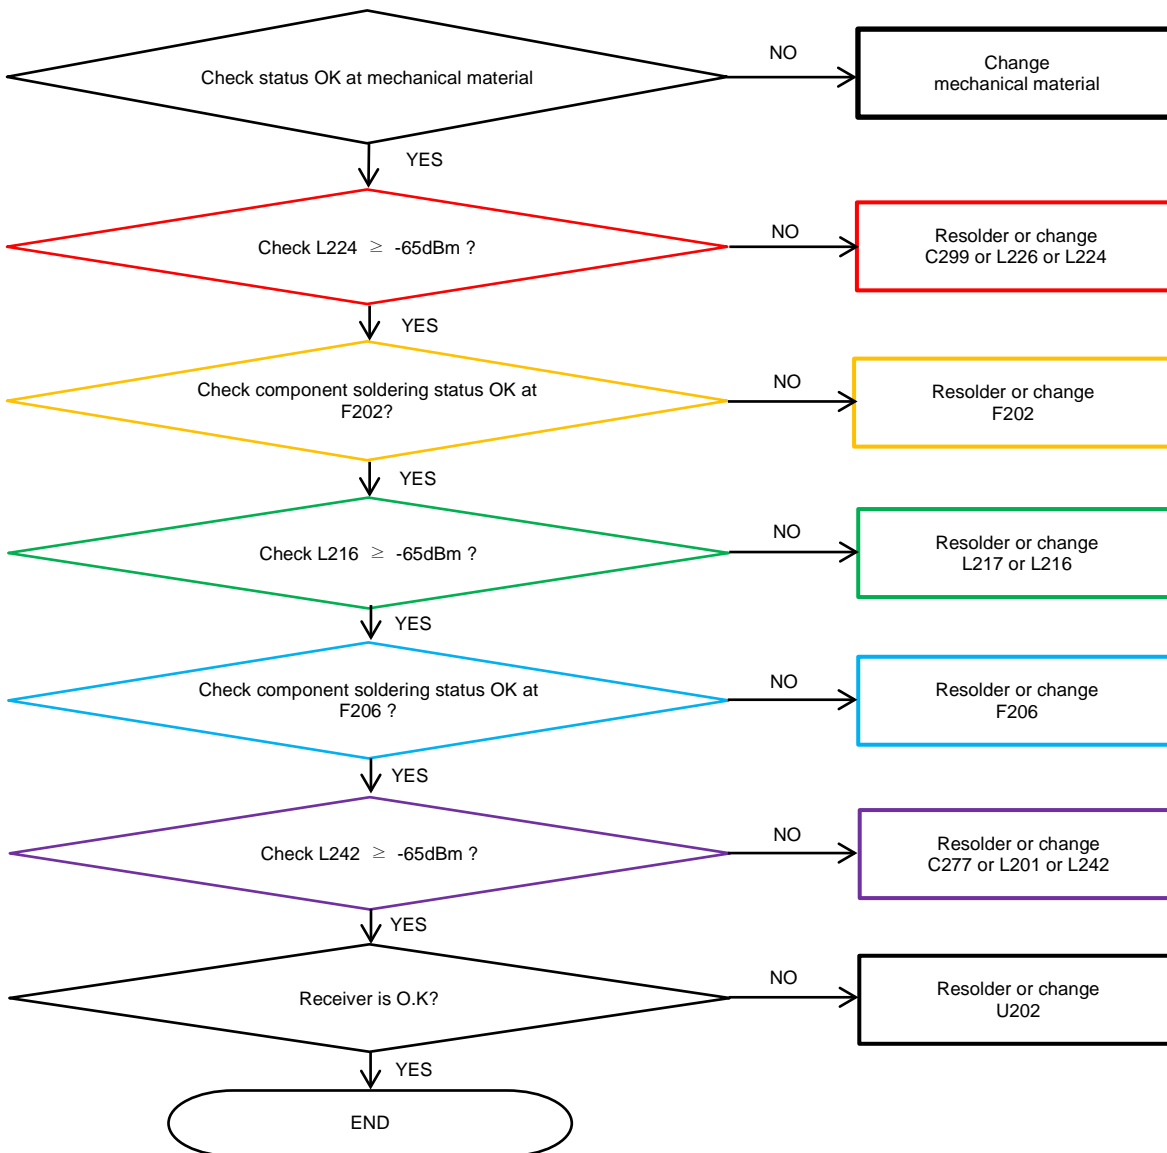 Check status OK at mechanical material
NO
Change
mechanical material
YES
Check L224 ≥ -65dBm ?
NO
Resolder or change
C299 or L226 or L224
YES
Check component soldering status OK at
F202?
NO
Resolder or change
F202
YES
Check L216 ≥ -65dBm ?
NO
Resolder or change
L217 or L216
YES
Check component soldering status OK at
F206 ?
NO
Resolder or change
F206
YES
Check L242 ≥ -65dBm ?
NO
Resolder or change
C277 or L201 or L242
YES
Receiver is O.K?
NO
Resolder or change
U202
YES
END